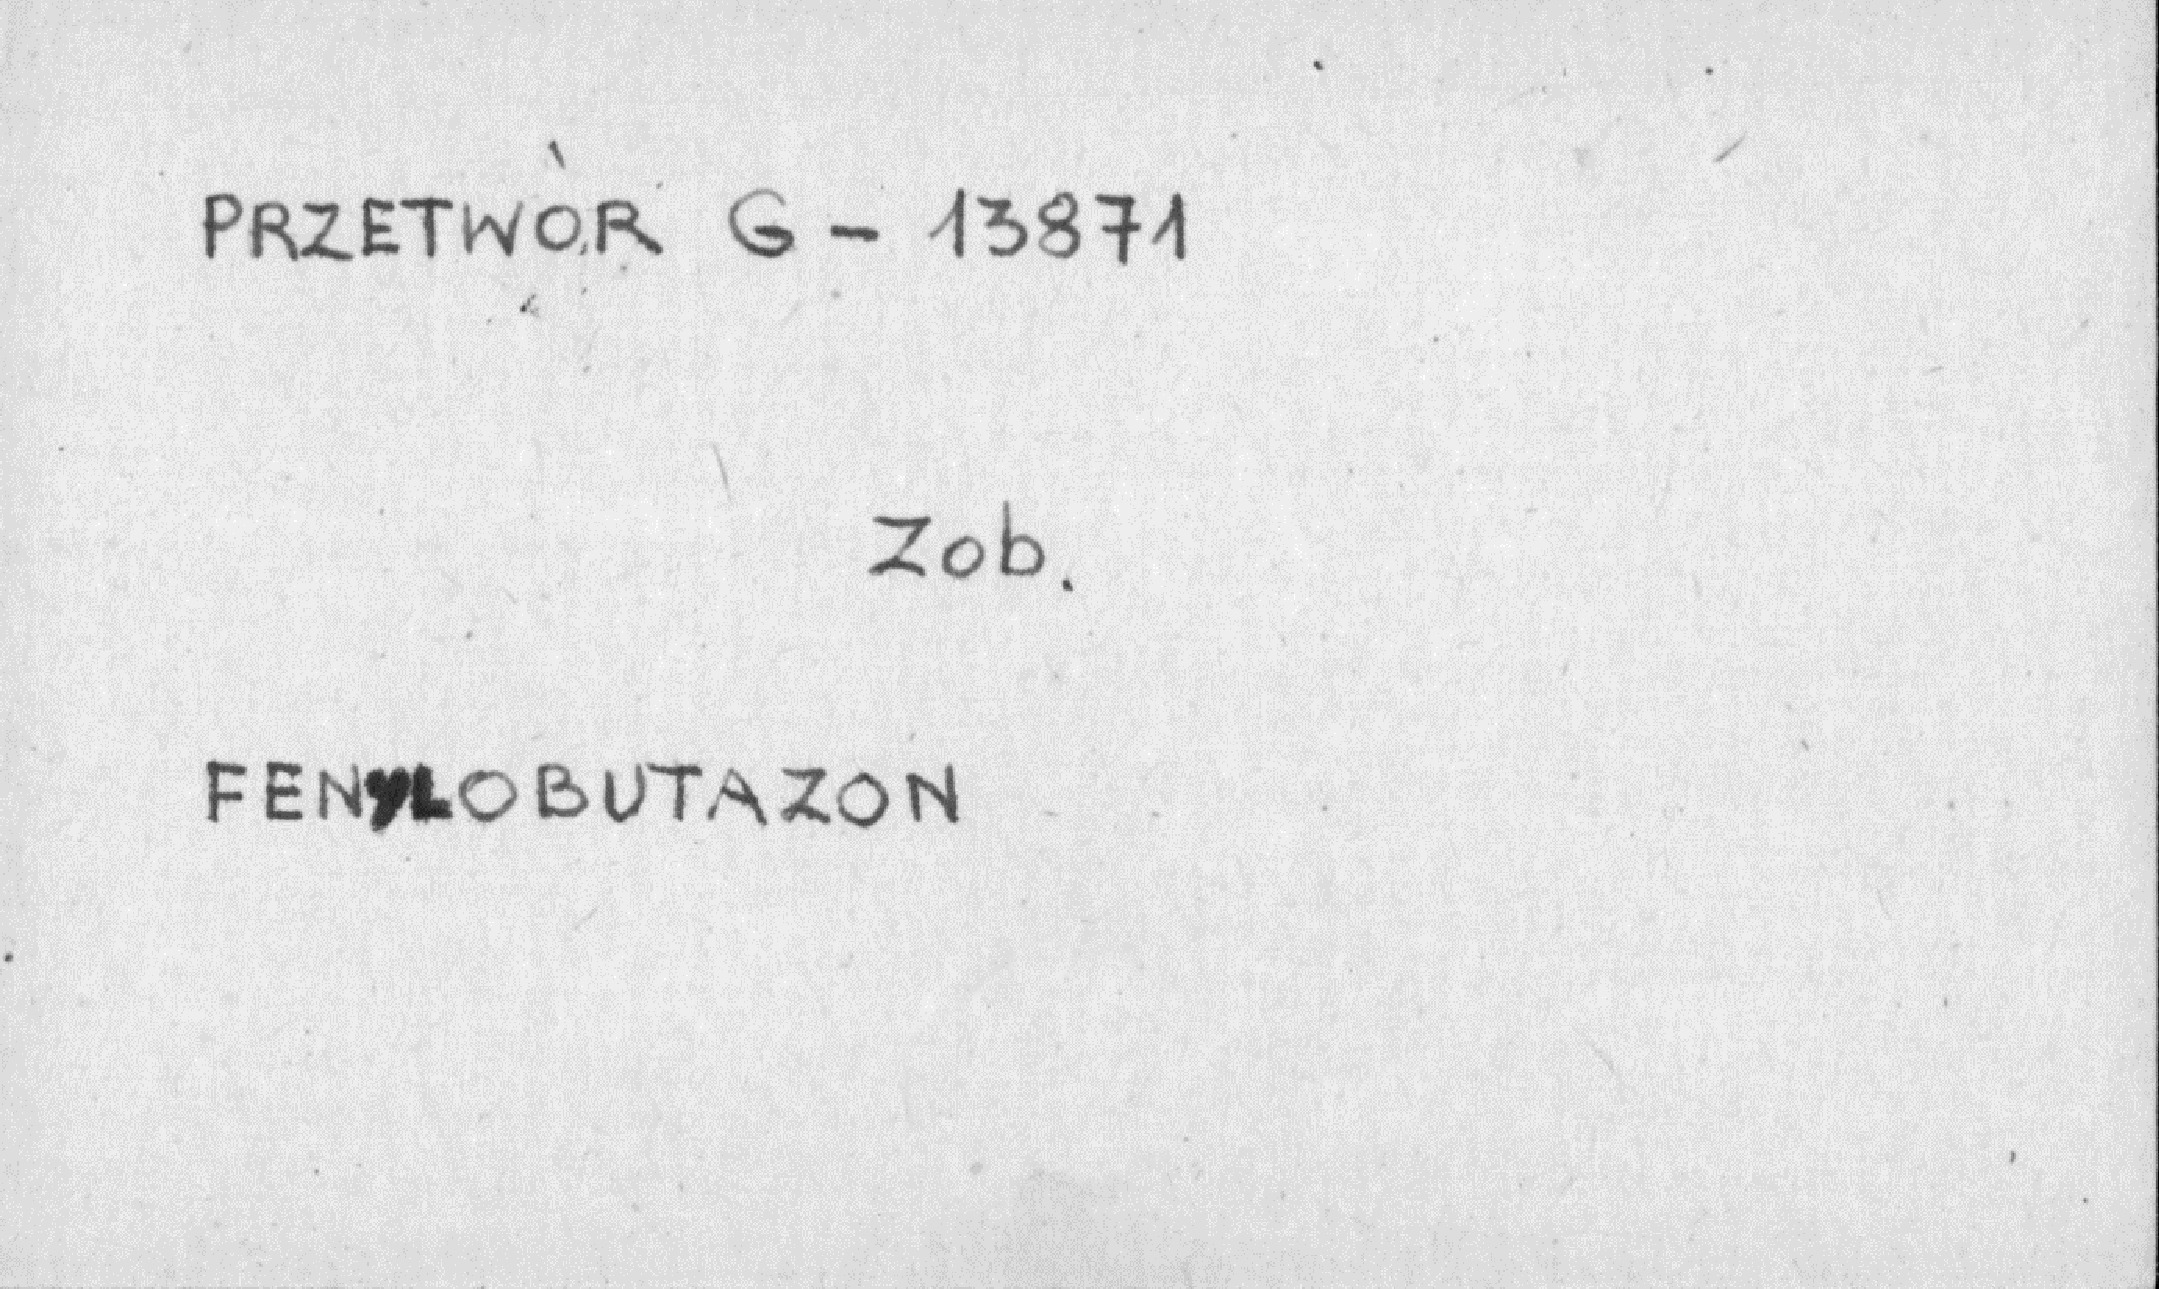 PRZETWÓR G - 13871
Zob.
FENYLOBUTAZON